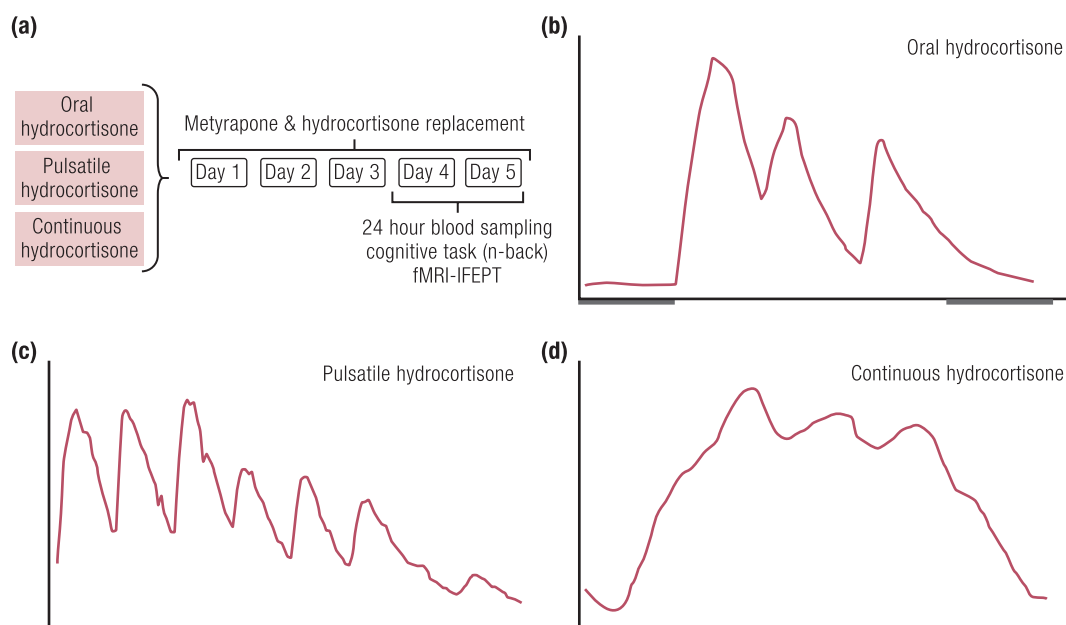 (a)
Oral
hydrocortisone
Pulsatile
hydrocortisone
Continuous
hydrocortisone
Metyrapone & hydrocortisone replacement
Day 1 Day 2 Day 3 Day 4 Day 5
24 hour blood sampling
cognitive task (n-back)
fMRI-IFEPT
(b)
Oral hydrocortisone
(c)
Pulsatile hydrocortisone
(d)
Continuous hydrocortisone